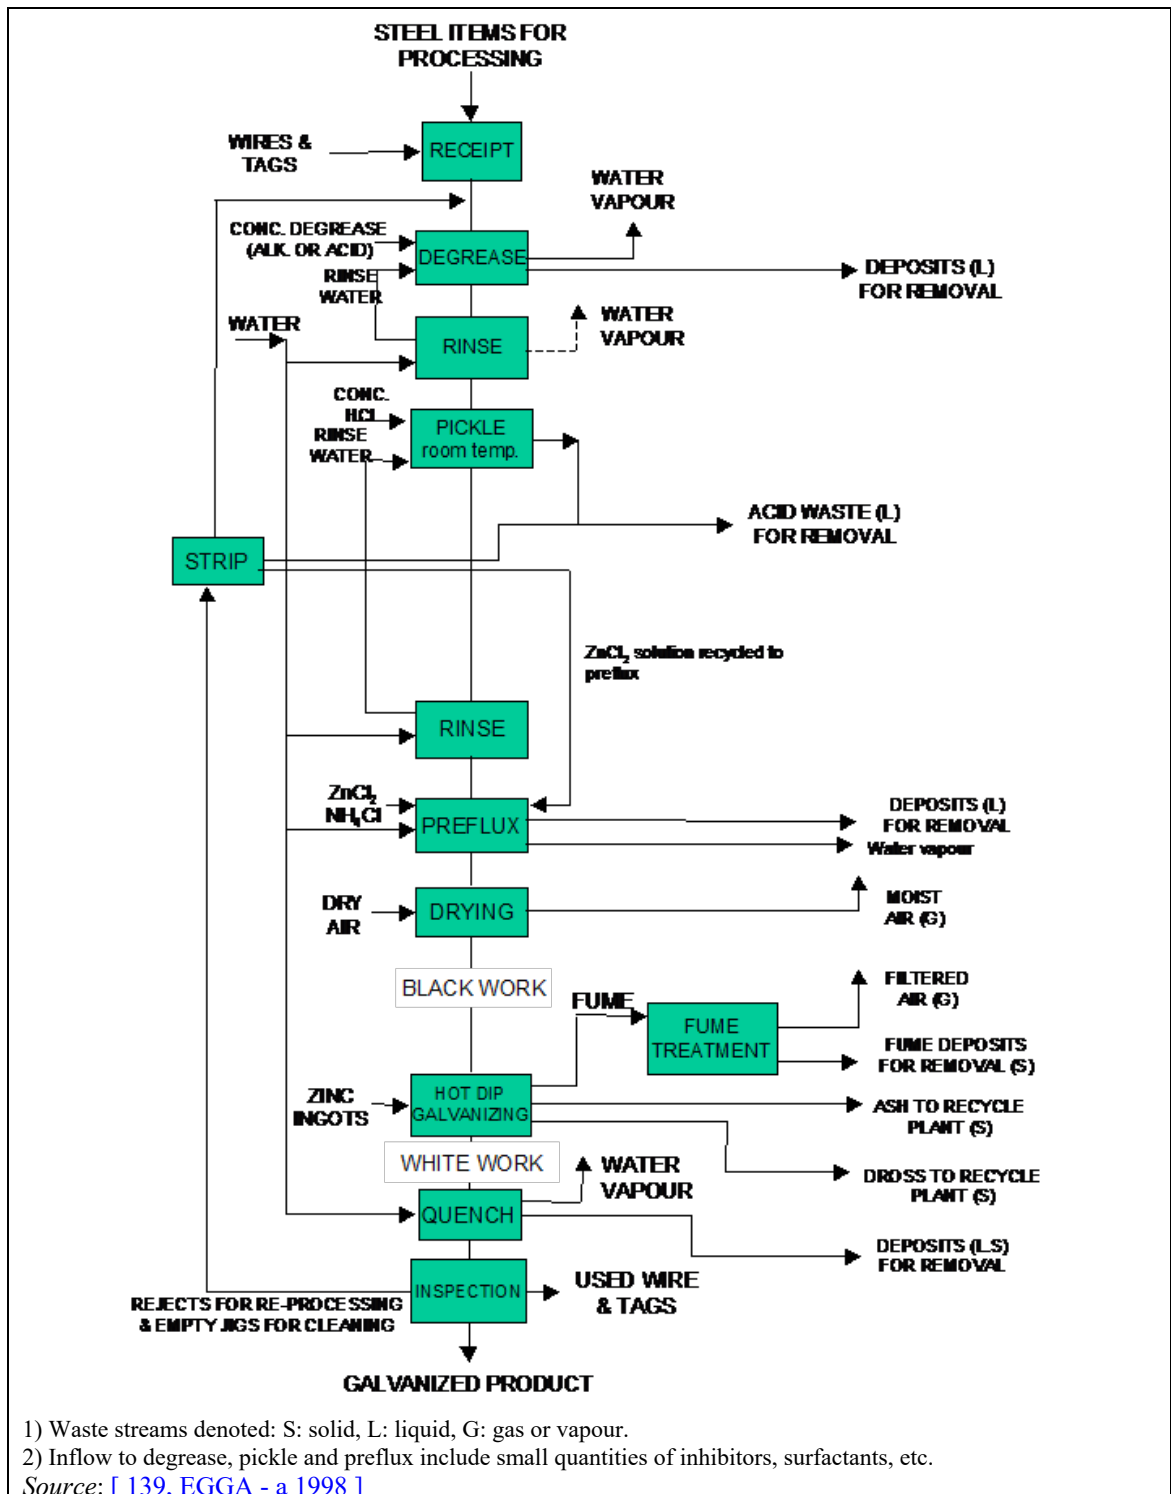 STEEL ITEMS FOR
PROCESSING
WIRES &
TAGS
RECEIPT
WATER
VAPOUR
CONC. DEGREASE
(ALK. OR ACID)
DEGREASE
DEPOSITS (L)
FOR REMOVAL
RINSE
WATER
WATER
RINSE
WATER
VAPOUR
CONC.
HCl
RINSE
WATER
PICKLE
room temp.
ACID WASTE (L)
FOR REMOVAL
STRIP
ZnCl₂ solution recycled to
preflux
RINSE
ZnCl₂
NH₄Cl
PREFLUX
DEPOSITS (L)
FOR REMOVAL
Water vapour
DRY
AIR
DRYING
MOIST
AIR (G)
BLACK WORK
FUME
FUME
TREATMENT
FILTERED
AIR (G)
FUME DEPOSITS
FOR REMOVAL (S)
ZINC
INGOTS
HOT DIP
GALVANIZING
ASH TO RECYCLE
PLANT (S)
WHITE WORK
WATER
VAPOUR
DROSS TO RECYCLE
PLANT (S)
QUENCH
DEPOSITS (L.S)
FOR REMOVAL
INSPECTION
USED WIRE
& TAGS
REJECTS FOR RE-PROCESSING
& EMPTY JIGS FOR CLEANING
GALVANIZED PRODUCT
1) Waste streams denoted: S: solid, L: liquid, G: gas or vapour.
2) Inflow to degrease, pickle and preflux include small quantities of inhibitors, surfactants, etc.
Source: [ 139, EGGA - a 1998 ]